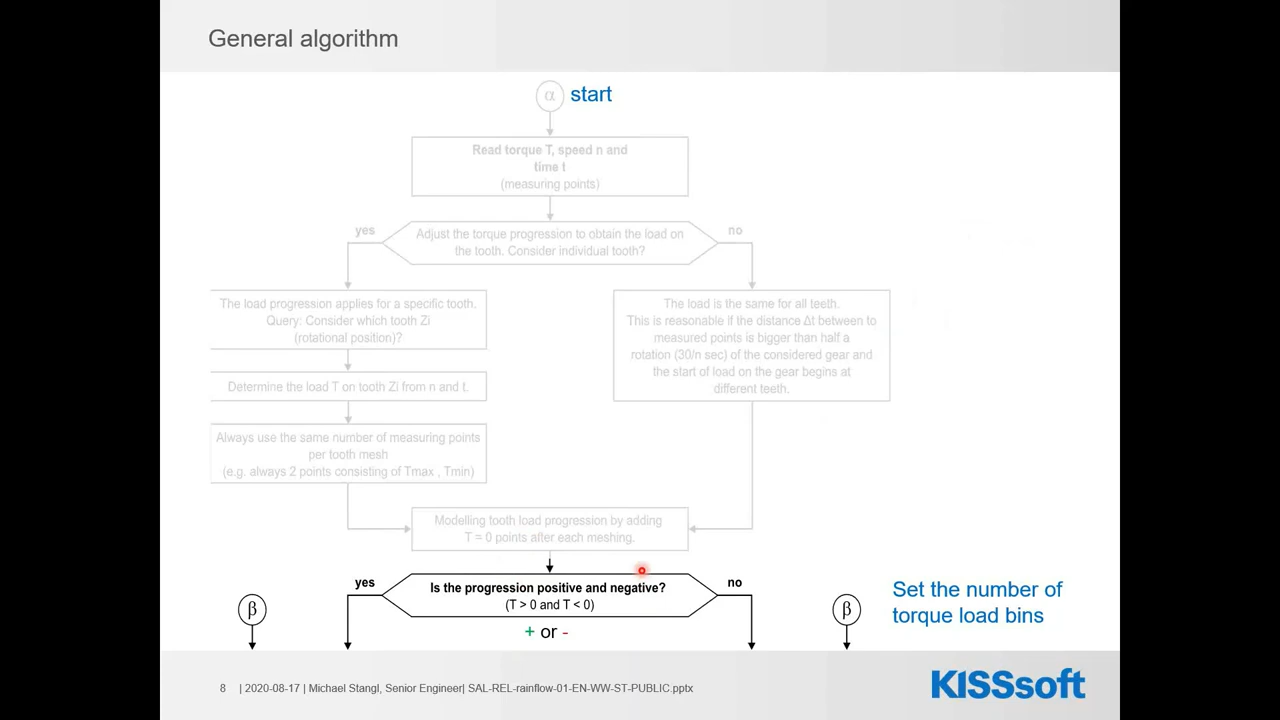 General algorithm
α
start
Read torque T, speed n and
time t
(measuring points)
yes
Adjust the torque progression to obtain the load on
the tooth. Consider individual tooth?
no
The load progression applies for a specific tooth.
Query: Consider which tooth Zi
(rotational position)?
The load is the same for all teeth.
This is reasonable if the distance Δt between to
measured points is bigger than half a
rotation (30/n sec) of the considered gear and
the start of load on the gear begins at
different teeth.
Determine the load T on tooth Zi from n and t.
Always use the same number of measuring points
per tooth mesh
(e.g. always 2 points consisting of Tmax , Tmin)
Modelling tooth load progression by adding
T = 0 points after each meshing.
yes
Is the progression positive and negative?
(T > 0 and T < 0)
no
+ or -
β
β
Set the number of
torque load bins
8 | 2020-08-17 | Michael Stangl, Senior Engineer| SAL-REL-rainflow-01-EN-WW-ST-PUBLIC.pptx
KISSsoft